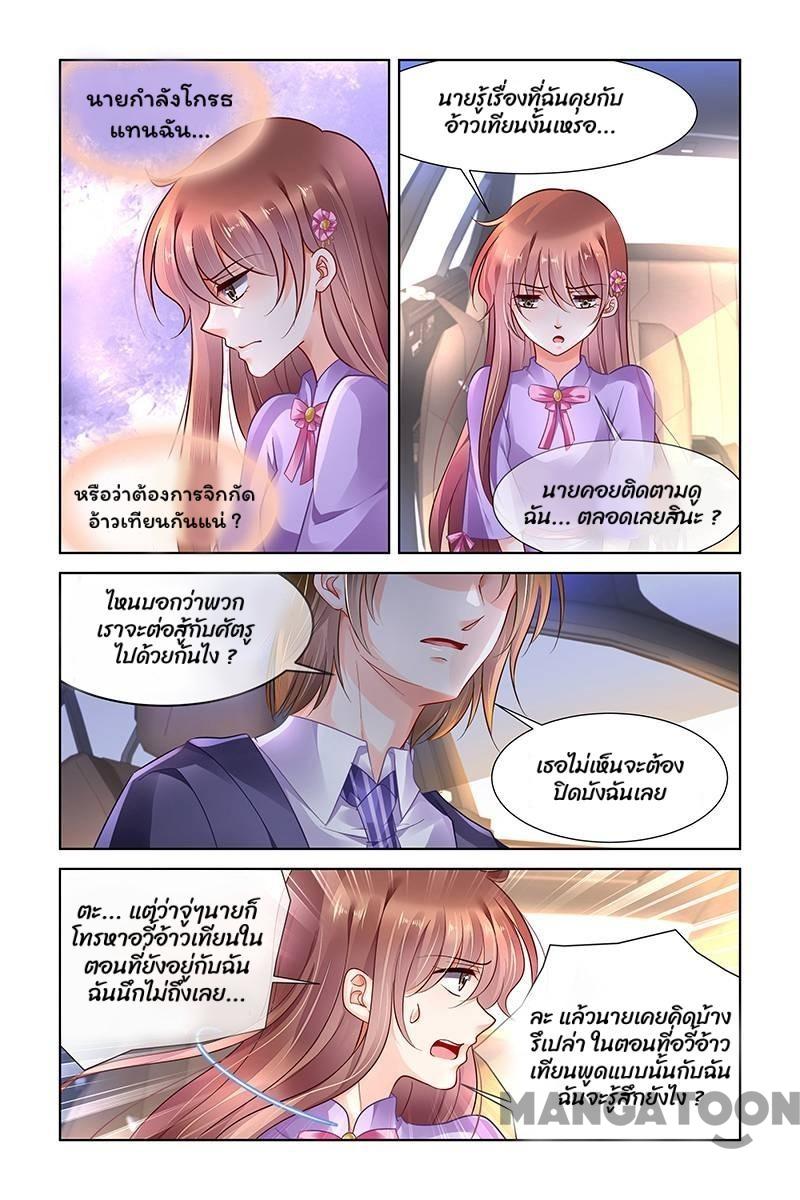 นายกำลังโกรธ
แทนฉัน...
หรือว่าต้องการจิกกัด
อ้าวเทียนกันแน่ ?
นายรู้เรื่องที่ฉันคุยกับ
อ้าวเทียนงั้นเหรอ...
นายคอยติดตามดู
ฉัน... ตลอดเลยสินะ ?
ไหนบอกว่าพวก
เราจะต่อสู้กับศัตรู
ไปด้วยกันไง ?
เธอไม่เห็นจะต้อง
ปิดบังฉันเลย
ตะ... แต่ว่าจู่ๆนายก็
โทรหาอวี๋อ้าวเทียนใน
ตอนที่ยังอยู่กับฉัน
ฉันนึกไม่ถึงเลย...
ละ แล้วนายเคยคิดบ้าง
รึเปล่า ในตอนที่อวี๋อ้าว
เทียนพูดแบบนั้นกับฉัน
ฉันจะรู้สึกยังไง ?
MANGATOON